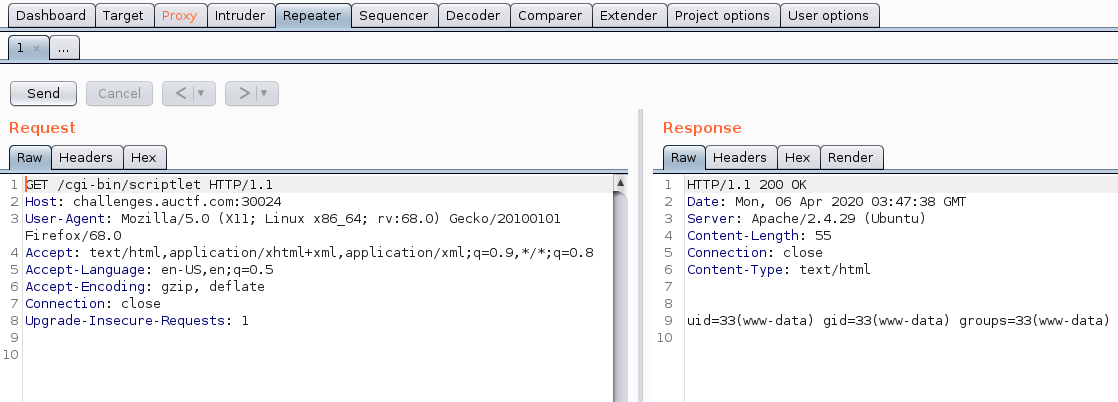 Dashboard Target Proxy Intruder Repeater Sequencer Decoder Comparer Extender Project options User options
1 × ...
Send Cancel < ▼ > ▼
Request
Raw Headers Hex
1 GET /cgi-bin/scriptlet HTTP/1.1
2 Host: challenges.auctf.com:30024
3 User-Agent: Mozilla/5.0 (X11; Linux x86_64; rv:68.0) Gecko/20100101
Firefox/68.0
4 Accept: text/html,application/xhtml+xml,application/xml;q=0.9,*/*;q=0.8
5 Accept-Language: en-US,en;q=0.5
6 Accept-Encoding: gzip, deflate
7 Connection: close
8 Upgrade-Insecure-Requests: 1
9
10
Response
Raw Headers Hex Render
1 HTTP/1.1 200 OK
2 Date: Mon, 06 Apr 2020 03:47:38 GMT
3 Server: Apache/2.4.29 (Ubuntu)
4 Content-Length: 55
5 Connection: close
6 Content-Type: text/html
7
8
9 uid=33(www-data) gid=33(www-data) groups=33(www-data)
10